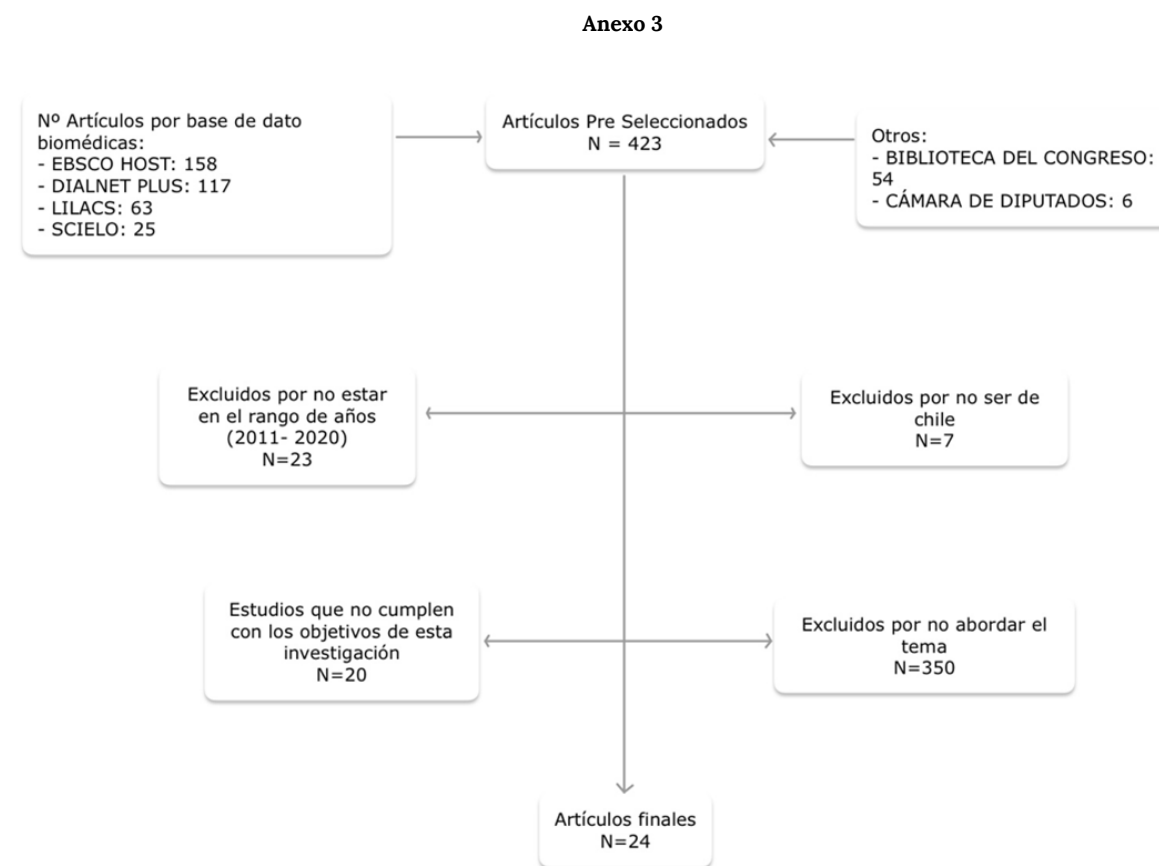 Anexo 3
Nº Artículos por base de dato
biomédicas:
- EBSCO HOST: 158
- DIALNET PLUS: 117
- LILACS: 63
- SCIELO: 25
Artículos Pre Seleccionados
N = 423
Otros:
- BIBLIOTECA DEL CONGRESO:
54
- CÁMARA DE DIPUTADOS: 6
Excluidos por no estar
en el rango de años
(2011- 2020)
N=23
Excluidos por no ser de
chile
N=7
Estudios que no cumplen
con los objetivos de esta
investigación
N=20
Excluidos por no abordar el
tema
N=350
Artículos finales
N=24